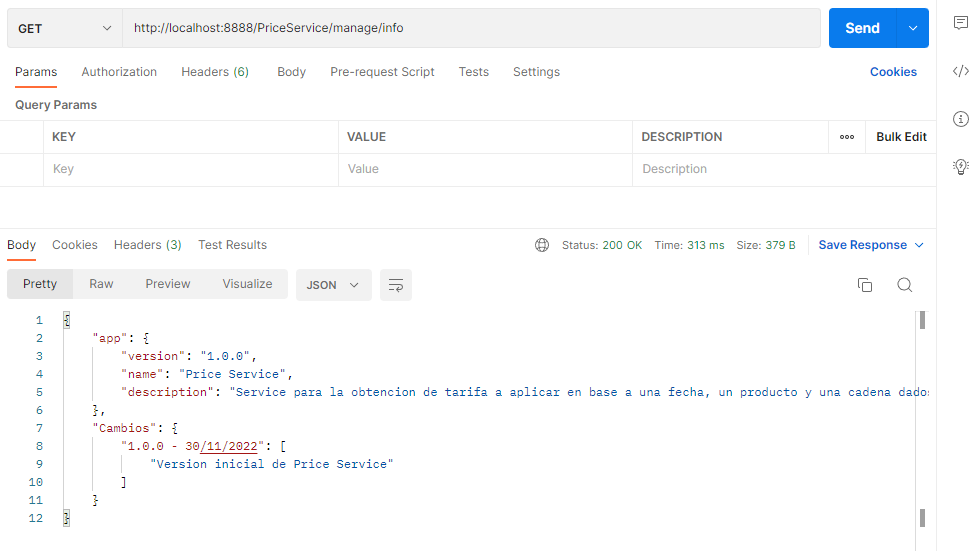 GET http://localhost:8888/PriceService/manage/info Send
Params Authorization Headers (6) Body Pre-request Script Tests Settings Cookies
Query Params
KEY VALUE DESCRIPTION ooo Bulk Edit
Key Value Description
Body Cookies Headers (3) Test Results Status: 200 OK Time: 313 ms Size: 379 B Save Response
Pretty Raw Preview Visualize JSON
1 {
2 "app": {
3 "version": "1.0.0",
4 "name": "Price Service",
5 "description": "Service para la obtencion de tarifa a aplicar en base a una fecha, un producto y una cadena dados
6 },
7 "Cambios": {
8 "1.0.0 - 30/11/2022": [
9 "Version inicial de Price Service"
10 ]
11 }
12 }